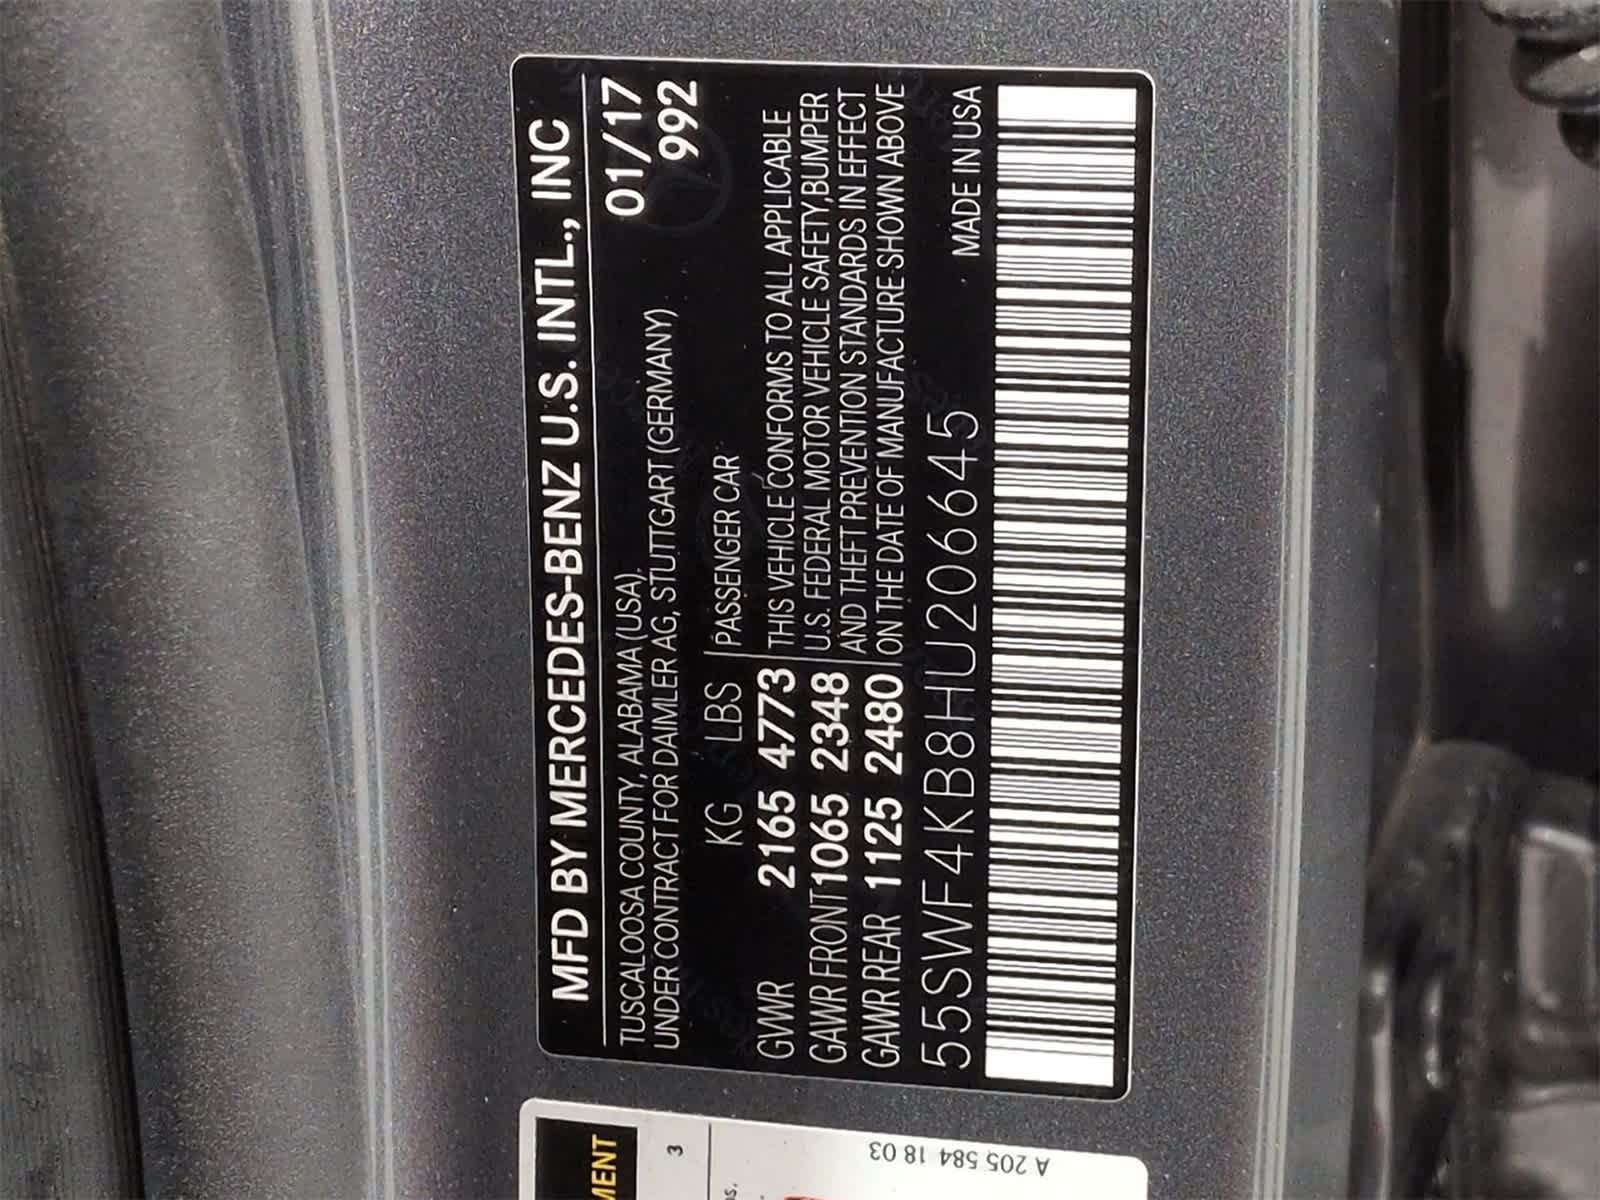 MFD BY MERCEDES-BENZ U.S. INTL., INC
TUSCALOOSA COUNTY, ALABAMA (USA). 01/17
UNDER CONTRACT FOR DAIMLER AG, STUTTGART (GERMANY) 992
KG LBS PASSENGER CAR
GVWR 2165 4773 THIS VEHICLE CONFORMS TO ALL APPLICABLE
GAWR FRONT 1065 2348 U.S. FEDERAL MOTOR VEHICLE SAFETY, BUMPER
AND THEFT PREVENTION STANDARDS IN EFFECT
GAWR REAR 1125 2480 ON THE DATE OF MANUFACTURE SHOWN ABOVE
55SWF4KB8HU206645 MADE IN USA
MENT
3
A 205 584 18 03